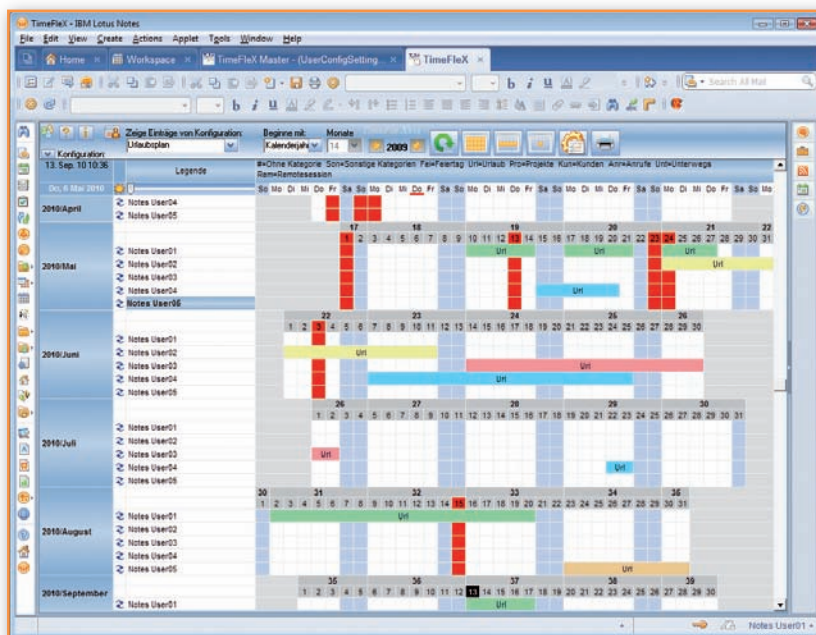 TimeFleX - IBM Lotus Notes
File Edit View Create Actions Applet Tools Window Help
Home Workspace TimeFleX Master - (UserConfigSetting... TimeFleX
Search All Mail
b i u
b i u
Zeige Einträge von Konfiguration: Beginne mit: Monate
Urlaubsplan Kalenderjahr 14 2009
Konfiguration:
13. Sep. 10 10:36 Legende #=Ohne Kategorie Son=Sonstige Kategorien Fei=Feiertag Url=Urlaub Pro=Projekte Kun=Kunden Anr=Anrufe Unt=Unterwegs
Rem=Remotesession
Do, 6 Mai 2010 So Mo Di Mi Do Fr Sa So Mo Di Mi Do Fr Sa So Mo Di Mi Do Fr Sa So Mo Di Mi Do Fr Sa So Mo Di Mi Do Fr Sa So Mo
2010/April Notes User04
Notes User05
17 18 19 20 21 22
1 2 3 4 5 6 7 8 9 10 11 12 13 14 15 16 17 18 19 20 21 22 23 24 25 26 27 28 29 30 31
Notes User01 Url Url Url
2010/Mai Notes User02 Url
Notes User03
Notes User04 Url
Notes User05
22 23 24 25 26
1 2 3 4 5 6 7 8 9 10 11 12 13 14 15 16 17 18 19 20 21 22 23 24 25 26 27 28 29 30
Notes User01
2010/Juni Notes User02 Url
Notes User03 Url
Notes User04 Url
Notes User05
26 27 28 29 30
1 2 3 4 5 6 7 8 9 10 11 12 13 14 15 16 17 18 19 20 21 22 23 24 25 26 27 28 29 30 31
Notes User01
2010/Juli Notes User02
Notes User03 Url
Notes User04 Url
Notes User05
30 31 32 33 34 35
1 2 3 4 5 6 7 8 9 10 11 12 13 14 15 16 17 18 19 20 21 22 23 24 25 26 27 28 29 30 31
Notes User01 Url
2010/August Notes User02
Notes User03
Notes User04
Notes User05 Url
35 36 37 38 39
2010/September 1 2 3 4 5 6 7 8 9 10 11 12 13 14 15 16 17 18 19 20 21 22 23 24 25 26 27 28 29 30
Notes User01 Url
Notes User01